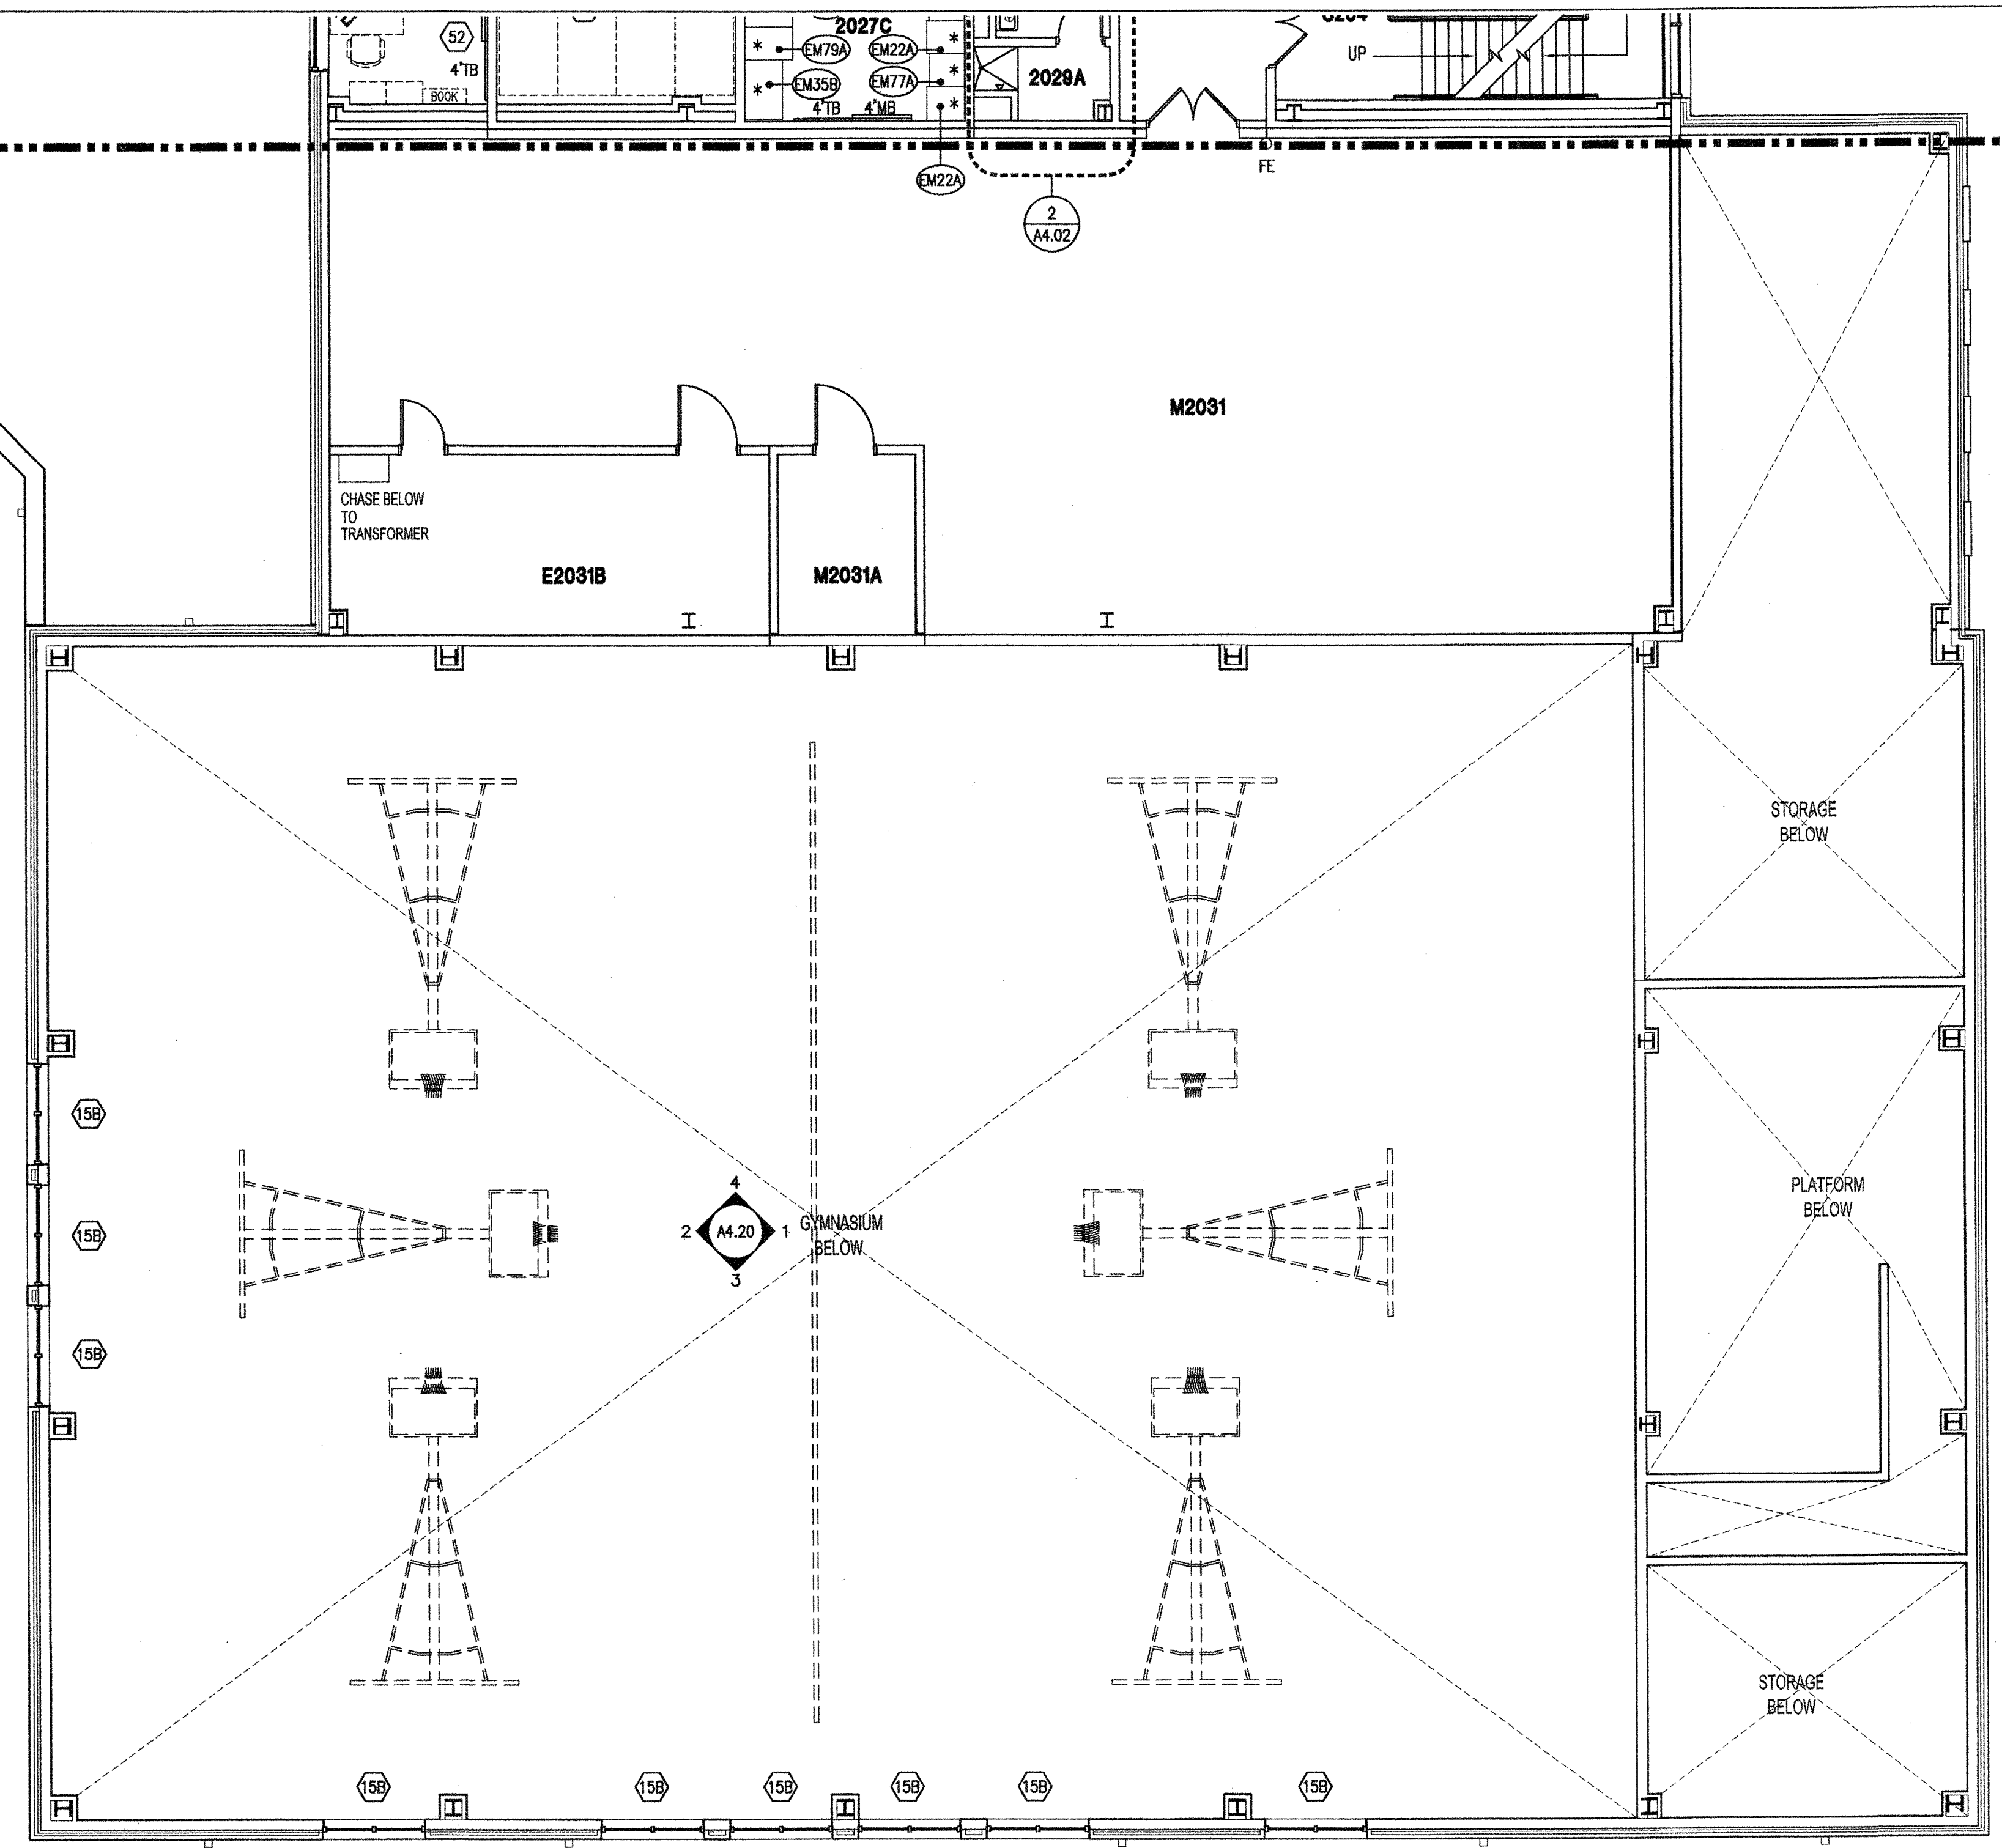 2027C
52
EM79A
EM22A
UP
4'TB
EM35B
EM77A
2029A
BOOK
4'TB
4'MB
FE
EM22A
2
A4.02
M2031
CHASE BELOW
TO
TRANSFORMER
E2031B
M2031A
STORAGE
BELOW
15B
4
PLATFORM
BELOW
2
A4.20
1
GYMNASIUM
BELOW
15B
3
15B
STORAGE
BELOW
15B
15B
15B
15B
15B
15B